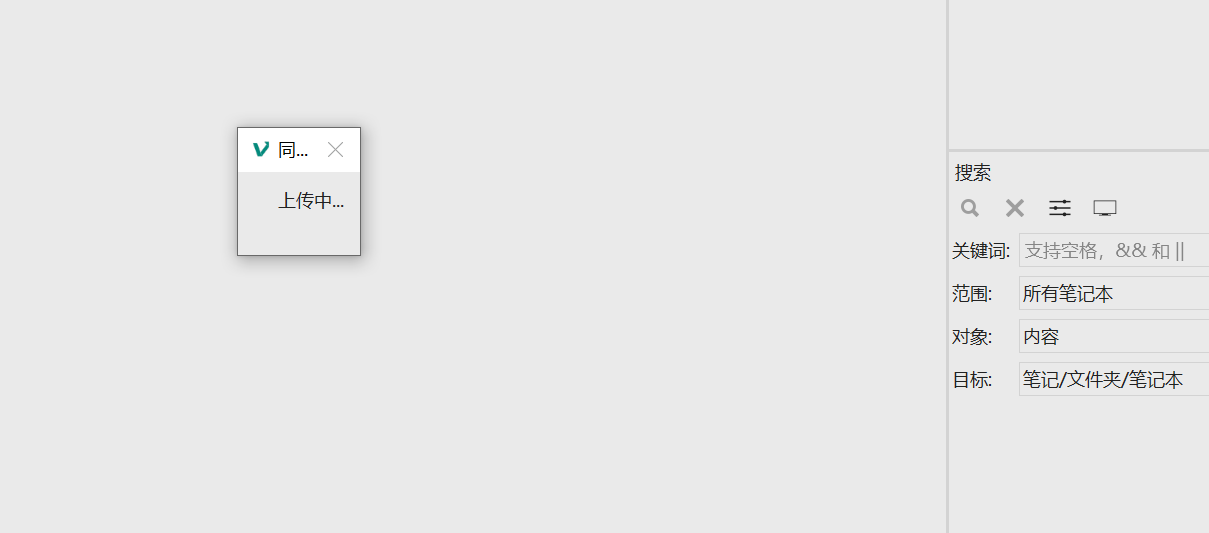 同...
上传中...
搜索
关键词: 支持空格，&& 和 ||
范围: 所有笔记本
对象: 内容
目标: 笔记/文件夹/笔记本